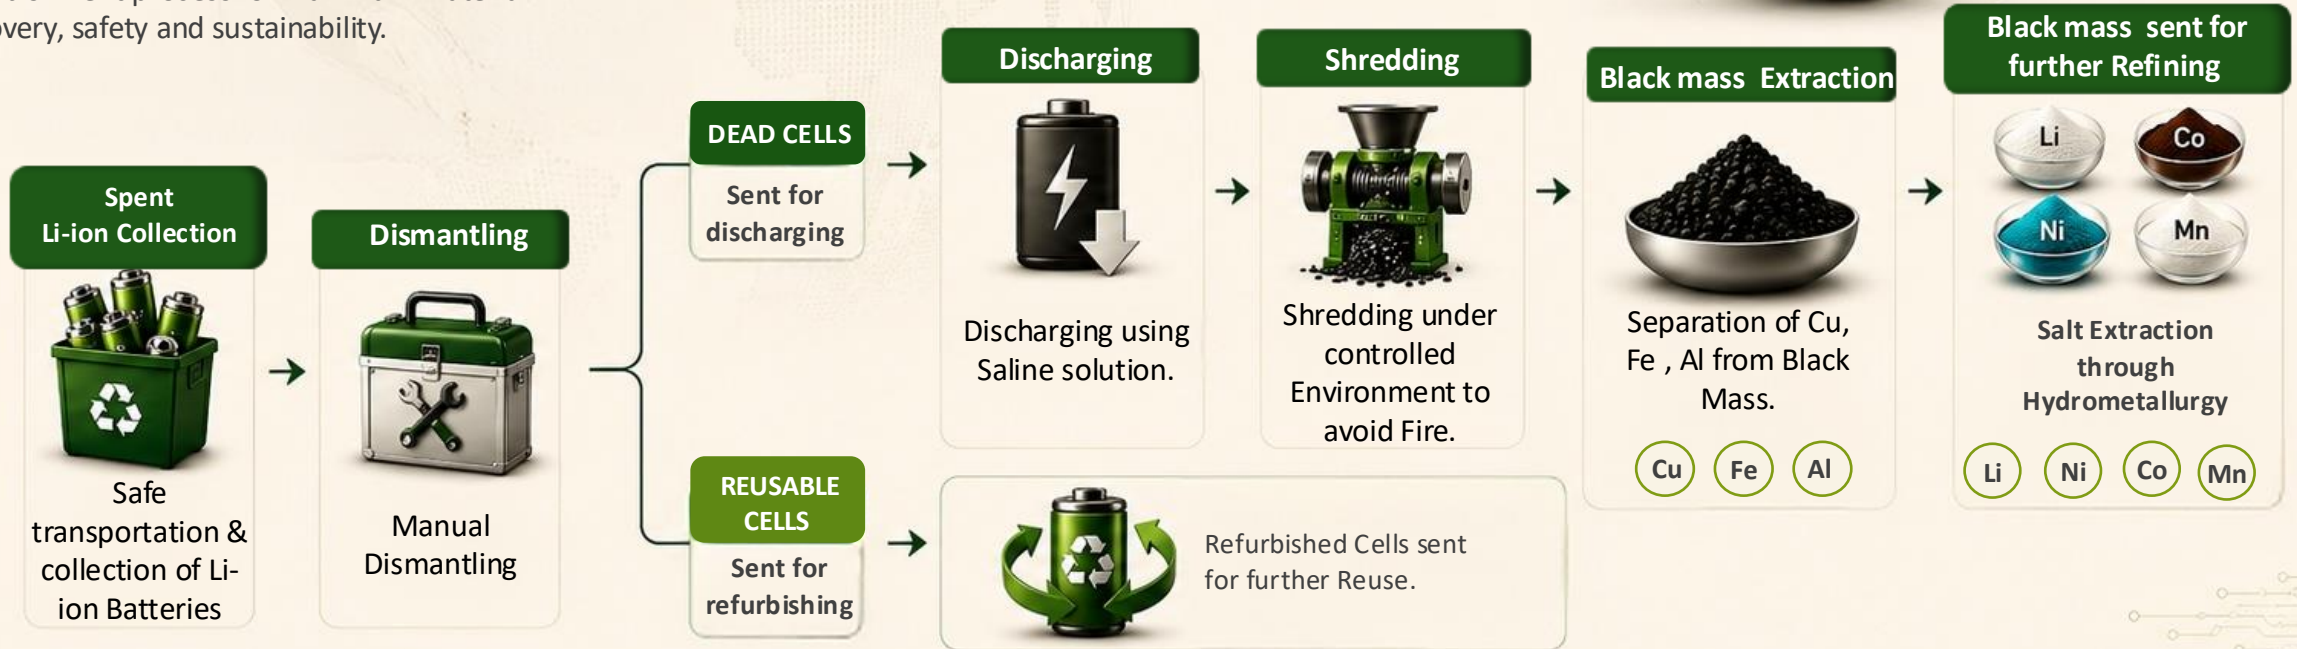 overy, safety and sustainability.
Spent
Li-ion Collection
Safe
transportation &
collection of Li-
ion Batteries
Dismantling
Manual
Dismantling
DEAD CELLS
Sent for
discharging
REUSABLE
CELLS
Sent for
refurbishing
Discharging
Discharging using
Saline solution.
Shredding
Shredding under
controlled
Environment to
avoid Fire.
Black mass Extraction
Separation of Cu,
Fe , Al from Black
Mass.
Cu Fe Al
Black mass sent for
further Refining
Li Co
Ni Mn
Salt Extraction
through
Hydrometallurgy
Li Ni Co Mn
Refurbished Cells sent
for further Reuse.